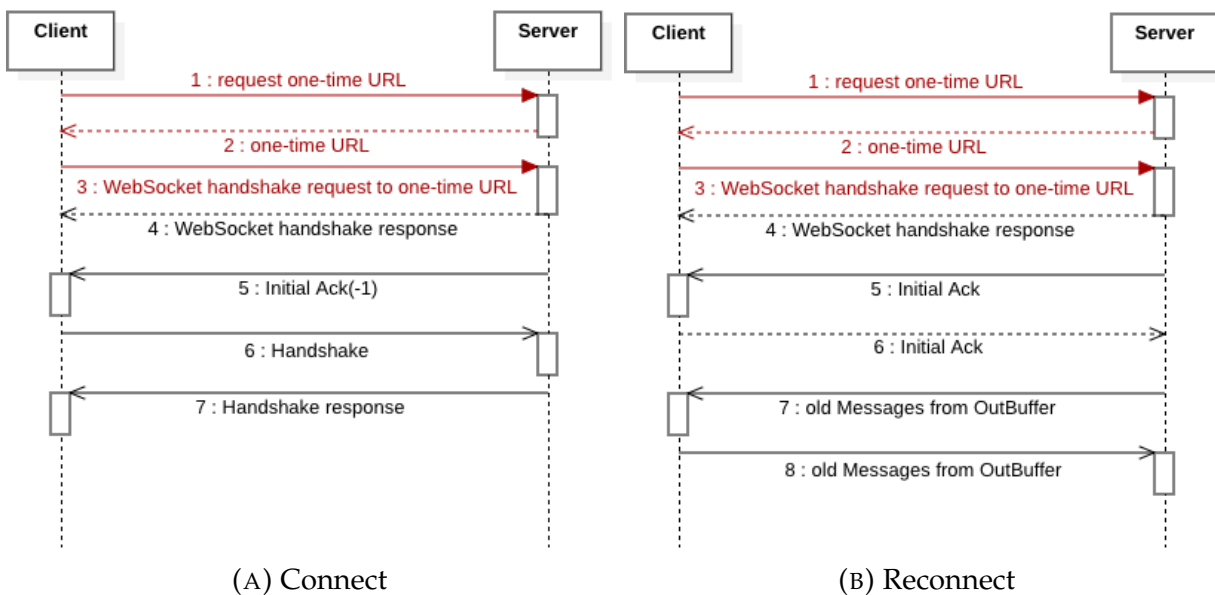 Client
Server
1 : request one-time URL
2 : one-time URL
3 : WebSocket handshake request to one-time URL
4 : WebSocket handshake response
5 : Initial Ack(-1)
6 : Handshake
7 : Handshake response
(A) Connect
Client
Server
1 : request one-time URL
2 : one-time URL
3 : WebSocket handshake request to one-time URL
4 : WebSocket handshake response
5 : Initial Ack
6 : Initial Ack
7 : old Messages from OutBuffer
8 : old Messages from OutBuffer
(B) Reconnect